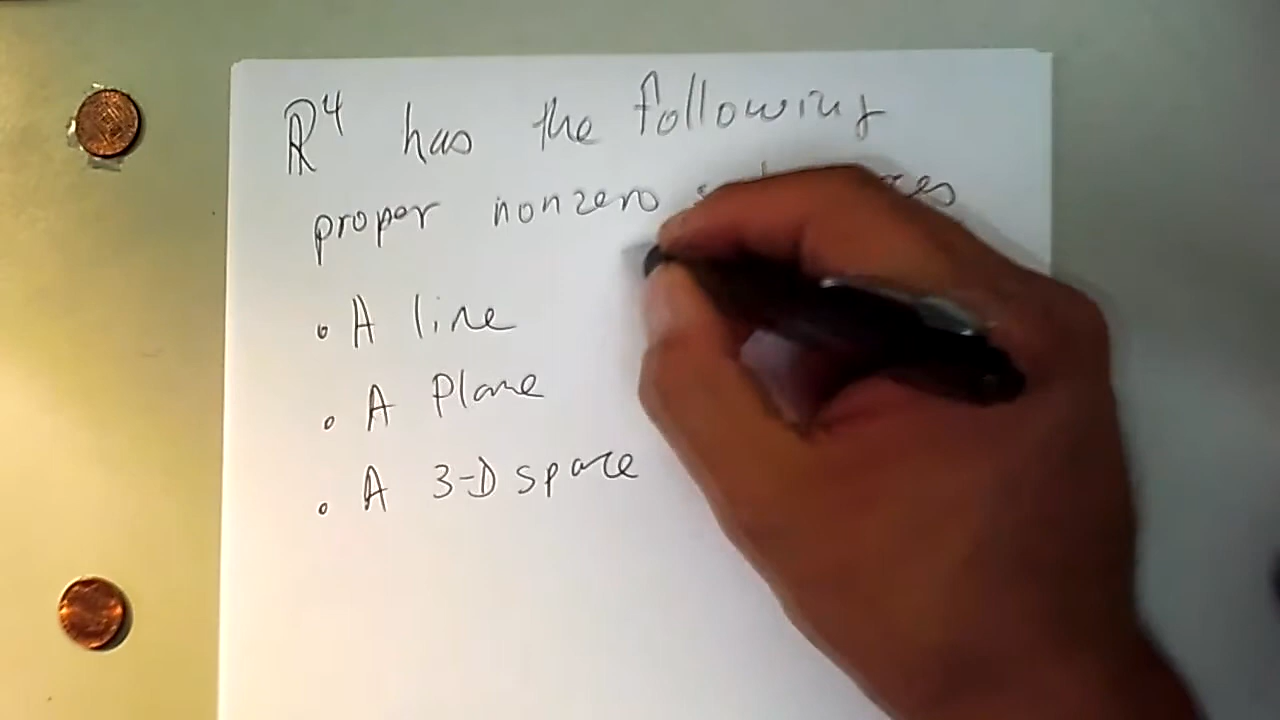 ℝ⁴ has the following
proper nonzero
• A line
• A Plane
• A 3-D space